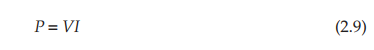 P = VI (2.9)